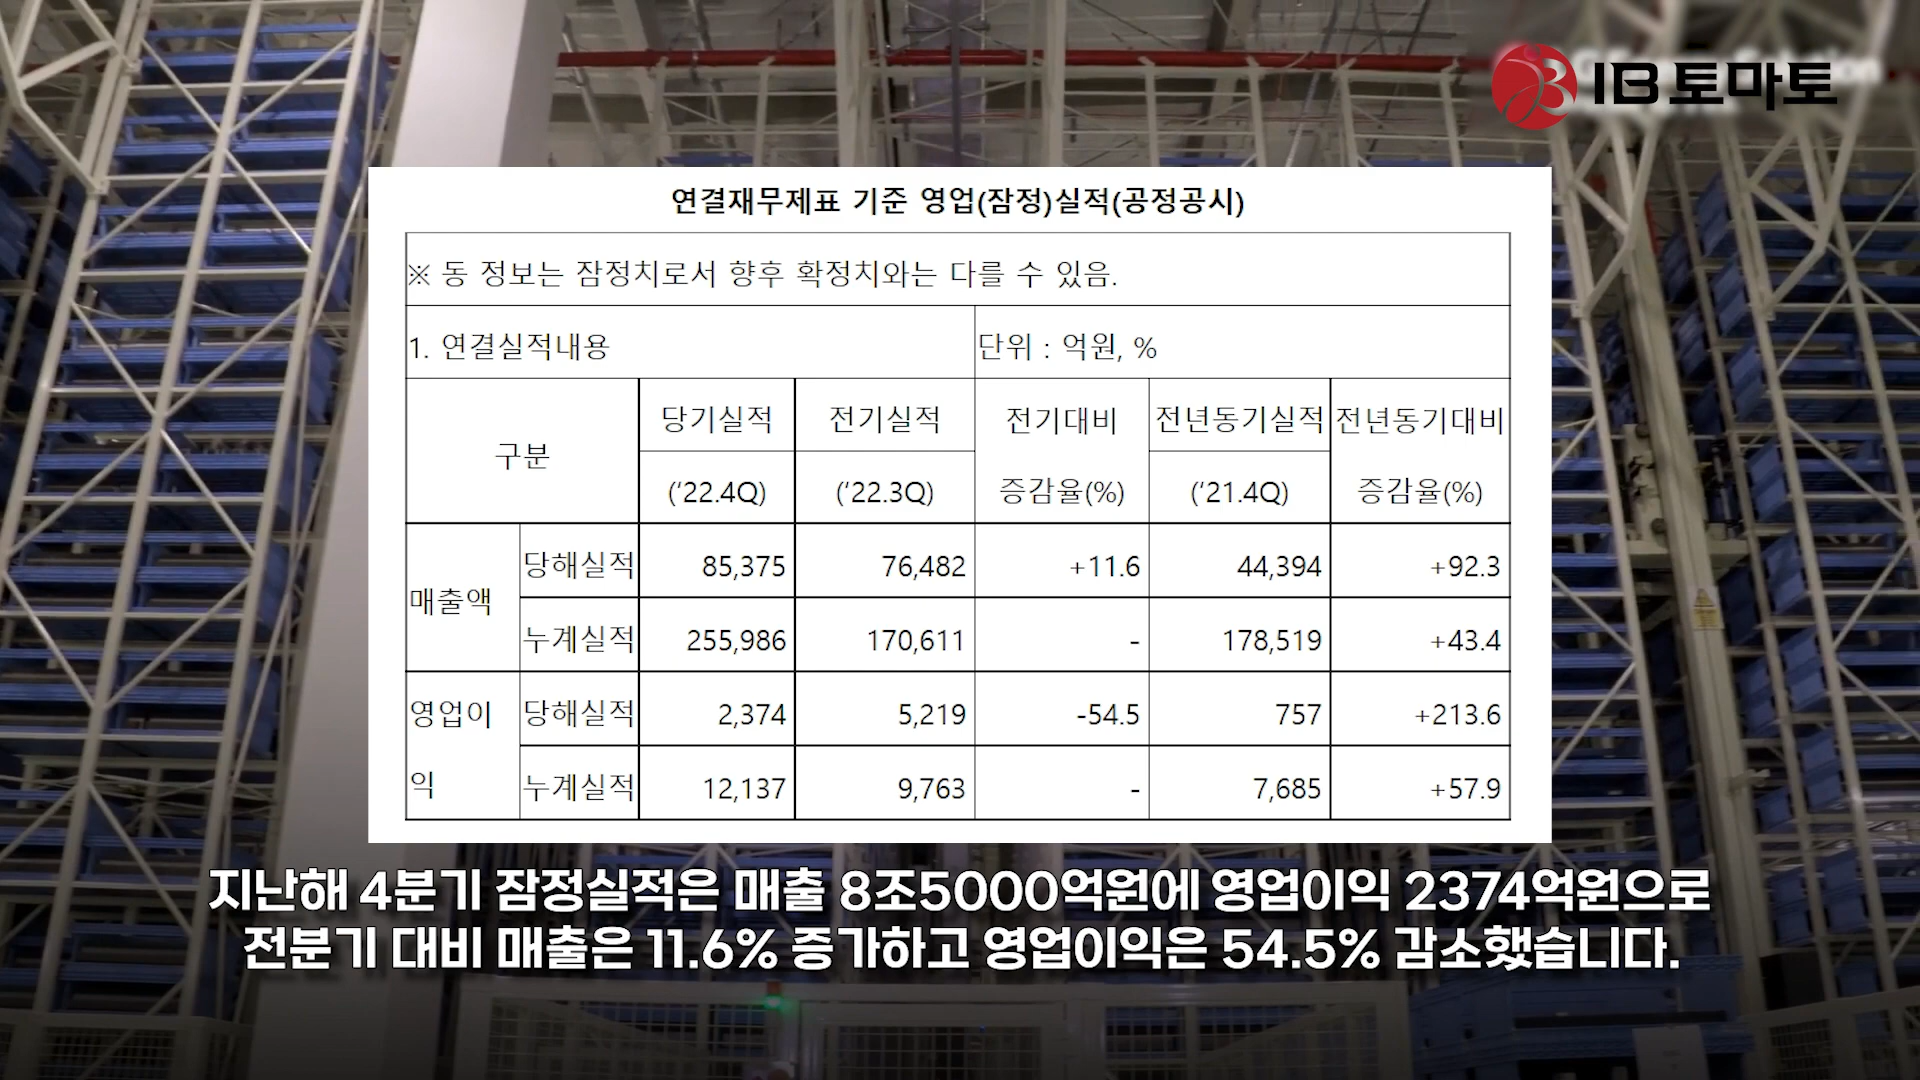 IB토마토
연결재무제표 기준 영업(잠정)실적(공정공시)
※ 동 정보는 잠정치로서 향후 확정치와는 다를 수 있음.
1. 연결실적내용 단위 : 억원, %
구분 당기실적 전기실적 전기대비 전년동기실적 전년동기대비
(‘22.4Q) (‘22.3Q) 증감율(%) (‘21.4Q) 증감율(%)
매출액 당해실적 85,375 76,482 +11.6 44,394 +92.3
누계실적 255,986 170,611 - 178,519 +43.4
영업이익 당해실적 2,374 5,219 -54.5 757 +213.6
누계실적 12,137 9,763 - 7,685 +57.9
지난해 4분기 잠정실적은 매출 8조5000억원에 영업이익 2374억원으로
전분기 대비 매출은 11.6% 증가하고 영업이익은 54.5% 감소했습니다.